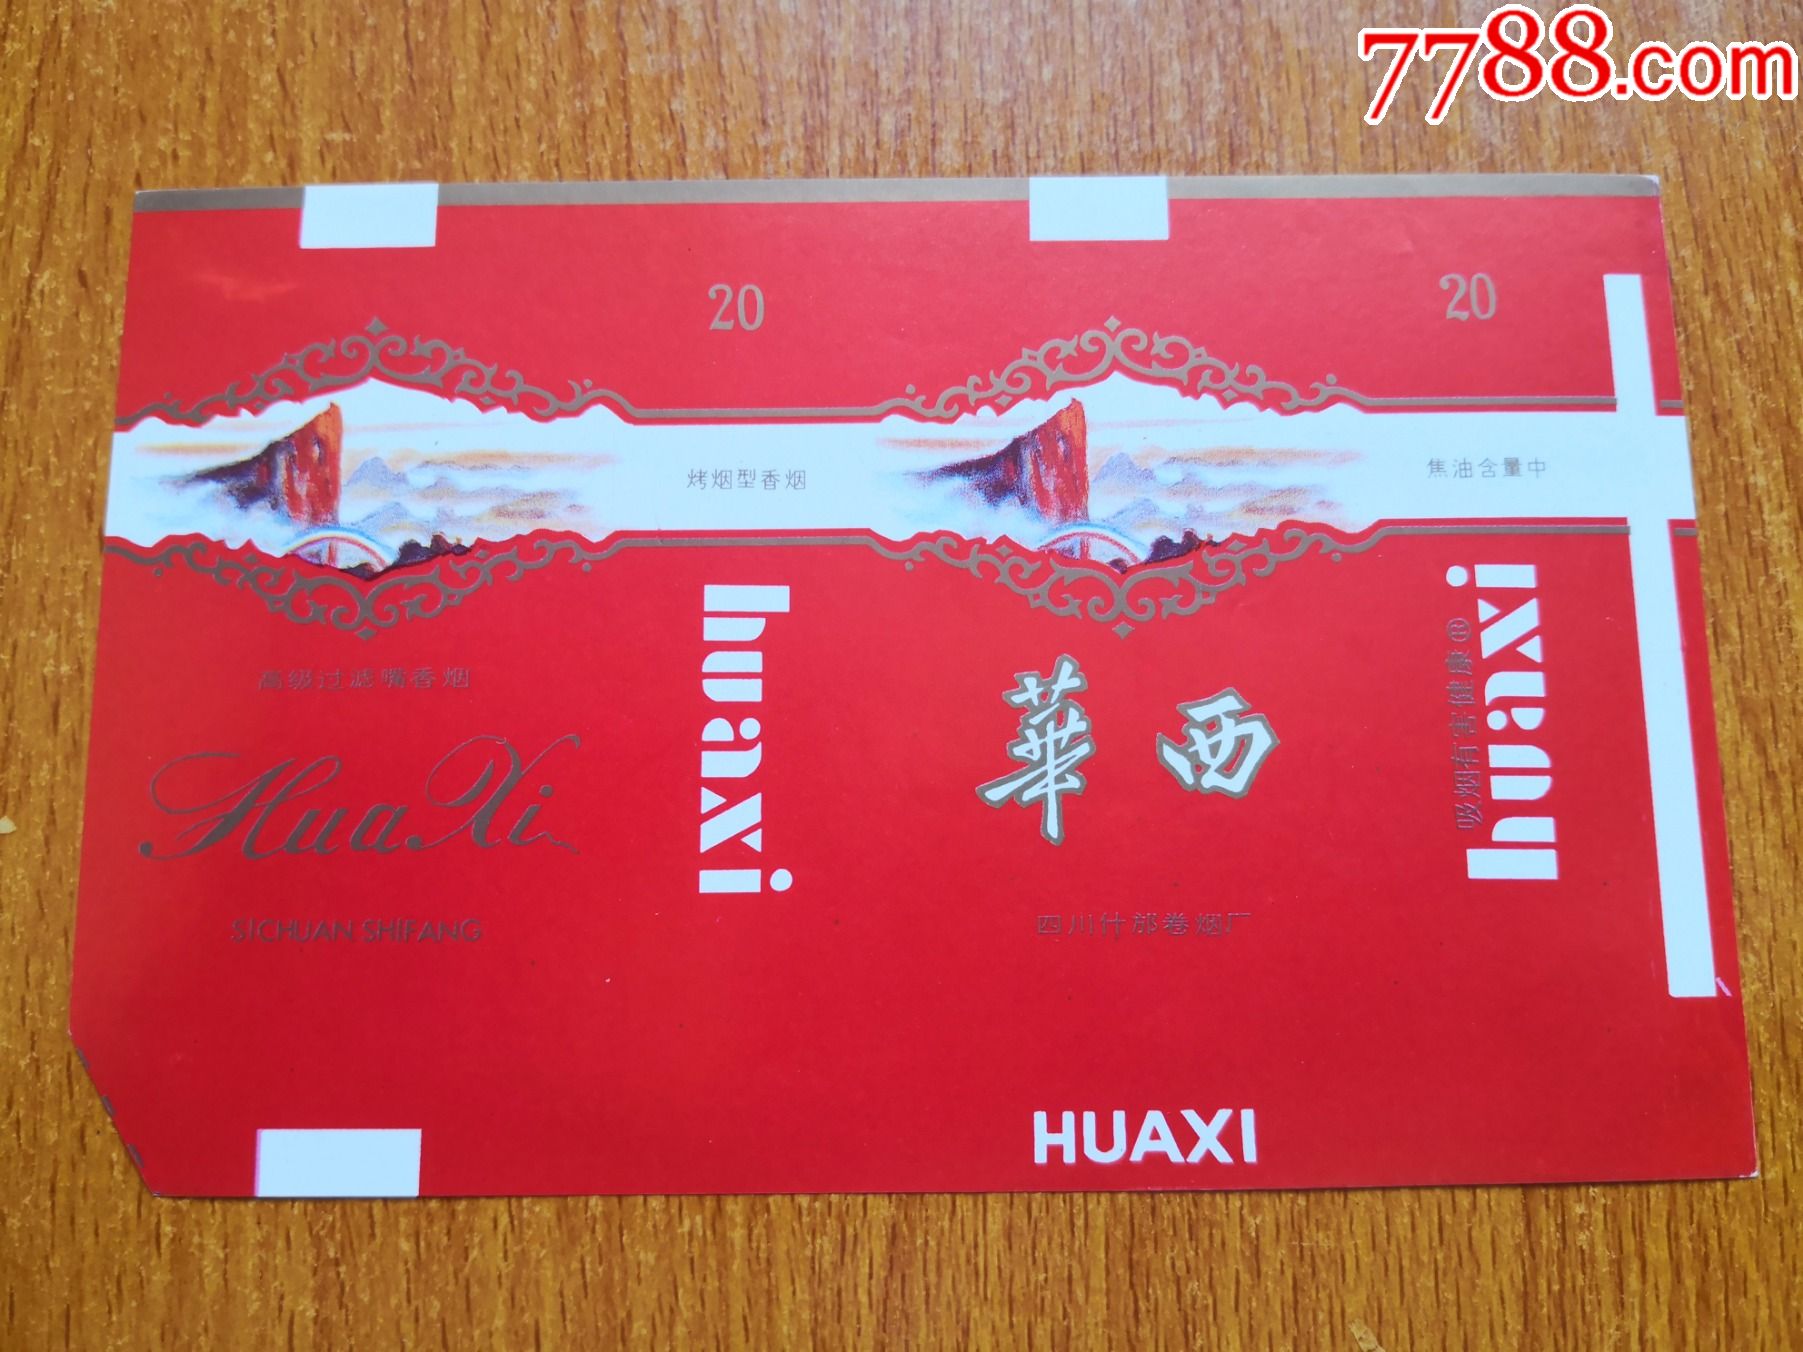 7788.com
20
20
烤烟型香烟
焦油含量中
huaxi
huaxi
吸烟有害健康®
高级过滤嘴香烟
HuaXi
SICHUAN SHIFANG
華西
四川什邡卷烟厂
HUAXI